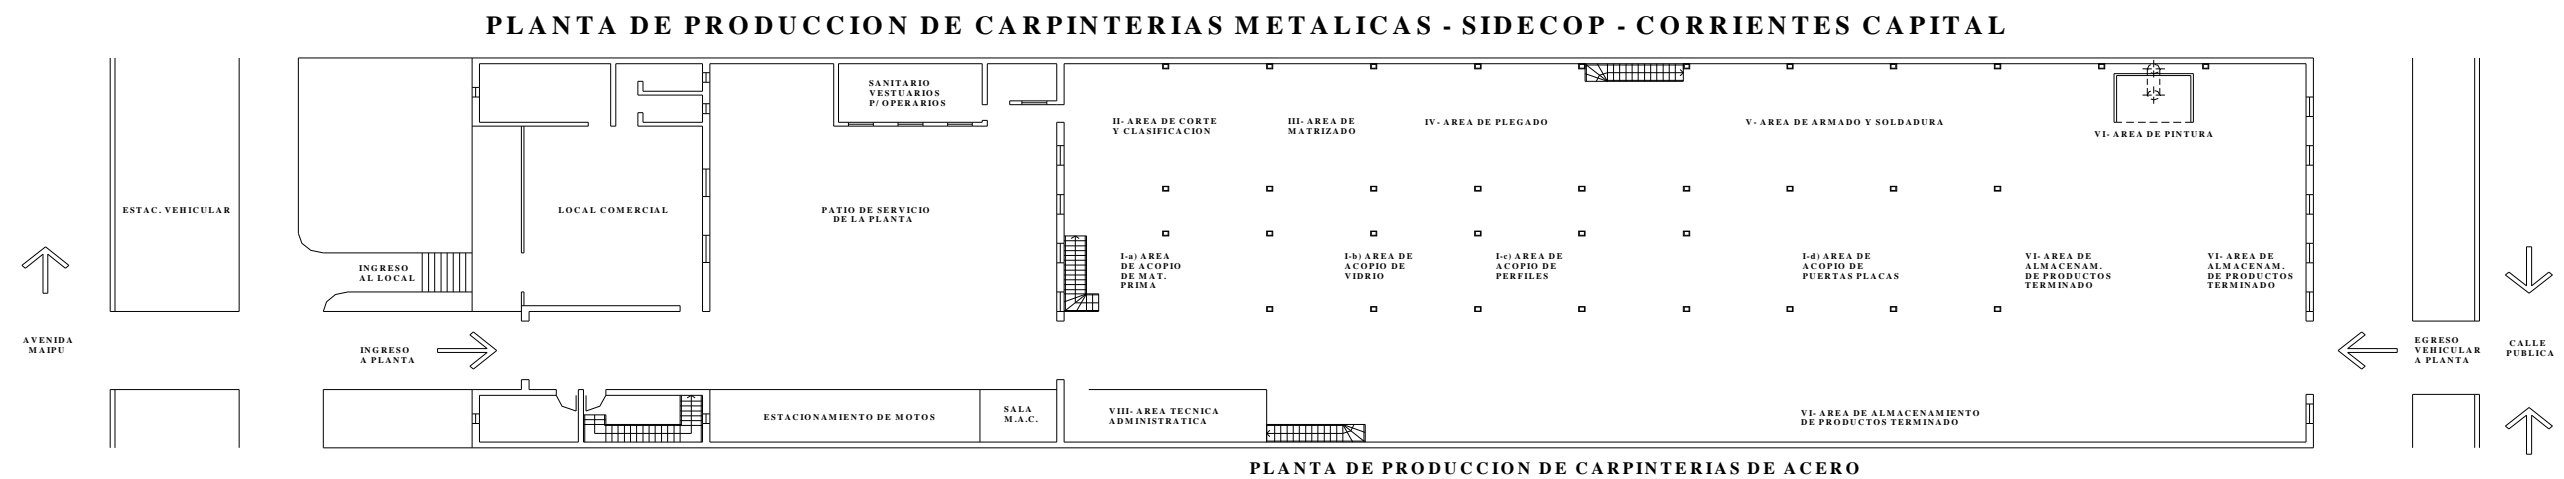 PLANTA DE PRODUCCION DE CARPINTERIAS METALICAS - SIDECOP - CORRIENTES CAPITAL
SANITARIO
VESTUARIOS
P/ OPERARIOS
II- AREA DE CORTE
Y CLASIFICACION
III- AREA DE
MATRIZADO
IV- AREA DE PLEGADO
V- AREA DE ARMADO Y SOLDADURA
VI- AREA DE PINTURA
ESTAC. VEHICULAR
LOCAL COMERCIAL
PATIO DE SERVICIO
DE LA PLANTA
INGRESO
AL LOCAL
I-a) AREA
DE ACOPIO
DE MAT.
PRIMA
I-b) AREA DE
ACOPIO DE
VIDRIO
I-c) AREA DE
ACOPIO DE
PERFILES
I-d) AREA DE
ACOPIO DE
PUERTAS PLACAS
VI- AREA DE
ALMACENAM.
DE PRODUCTOS
TERMINADO
VI- AREA DE
ALMACENAM.
DE PRODUCTOS
TERMINADO
AVENIDA
MAIPU
INGRESO
A PLANTA
EGRESO
VEHICULAR
A PLANTA
CALLE
PUBLICA
ESTACIONAMIENTO DE MOTOS
SALA
M.A.C.
VIII- AREA TECNICA
ADMINISTRATICA
VI- AREA DE ALMACENAMIENTO
DE PRODUCTOS TERMINADO
PLANTA DE PRODUCCION DE CARPINTERIAS DE ACERO